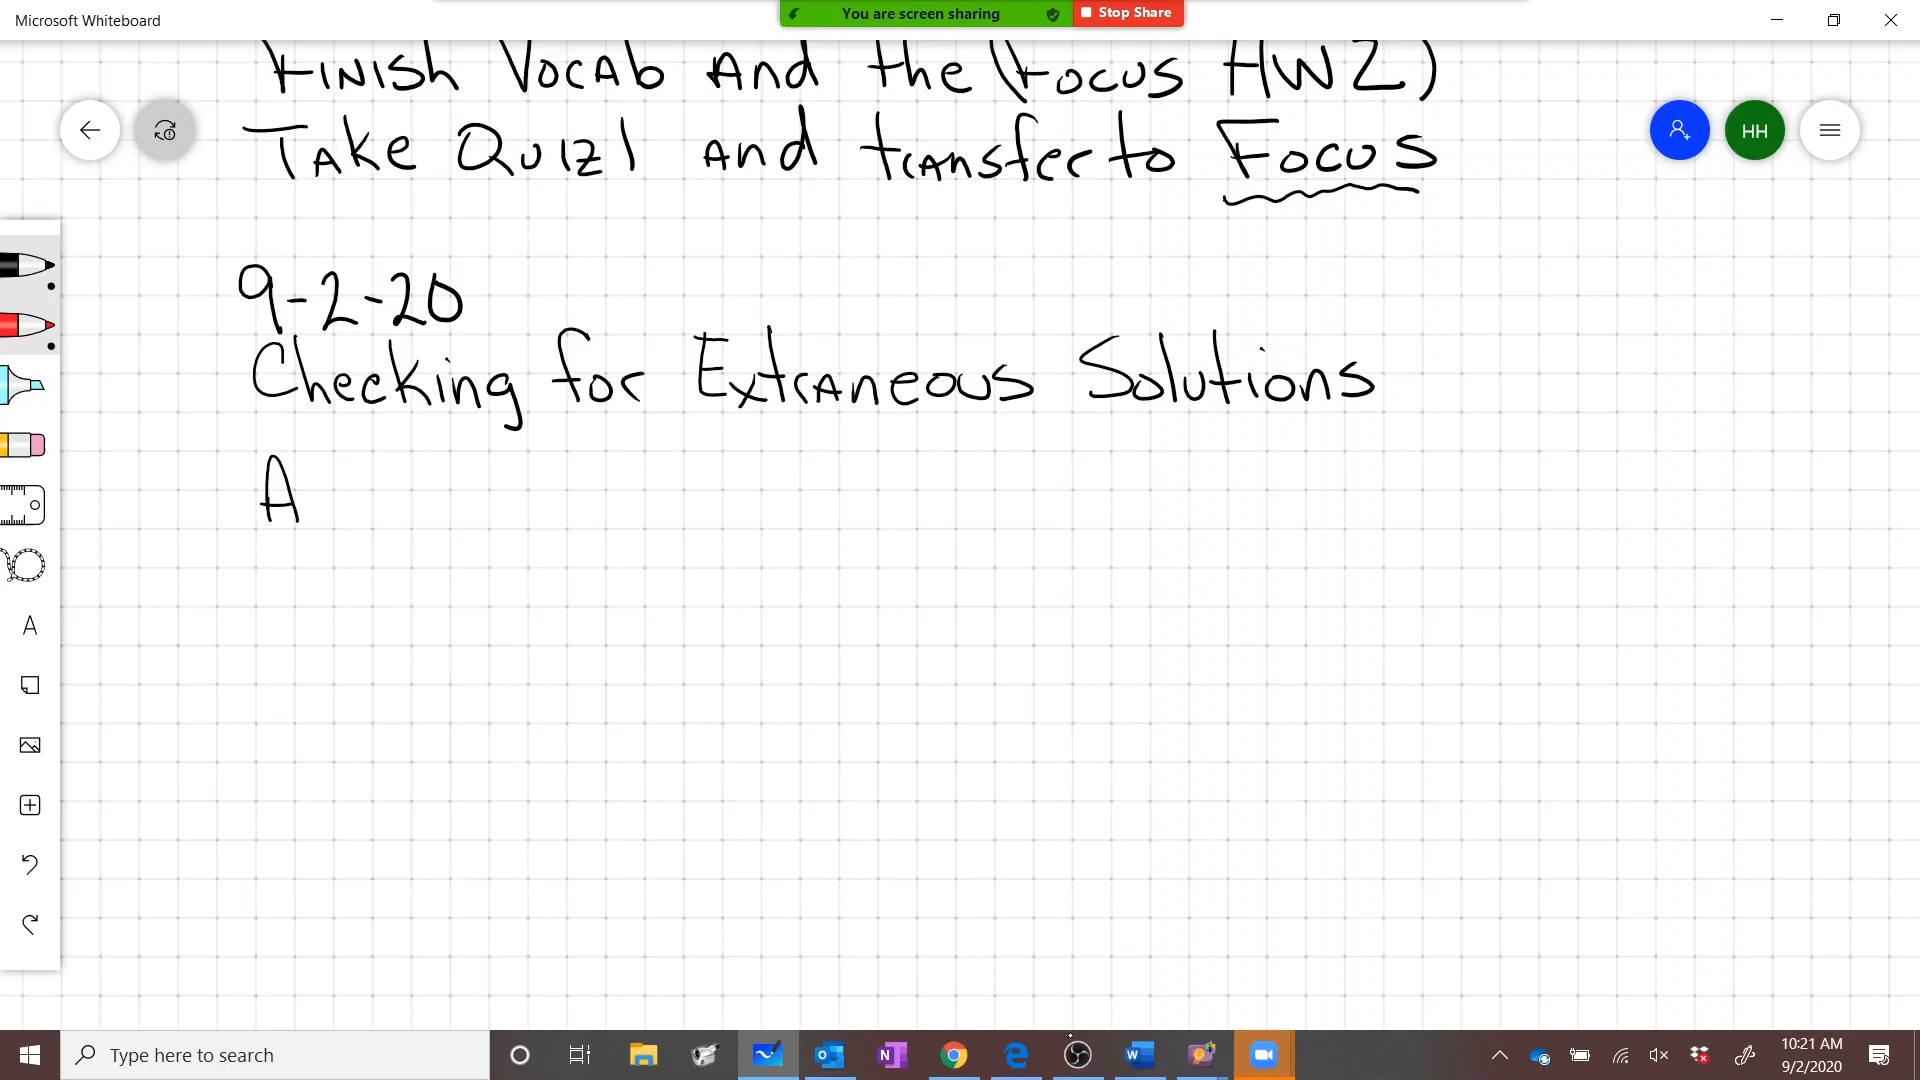 Microsoft Whiteboard
You are screen sharing
Stop Share
Finish Vocab and the (Focus HW2)
Take Quiz 1 and transfer to Focus
HH
9-2-20
Checking for Extraneous Solutions
A
A
Type here to search
10:21 AM
9/2/2020